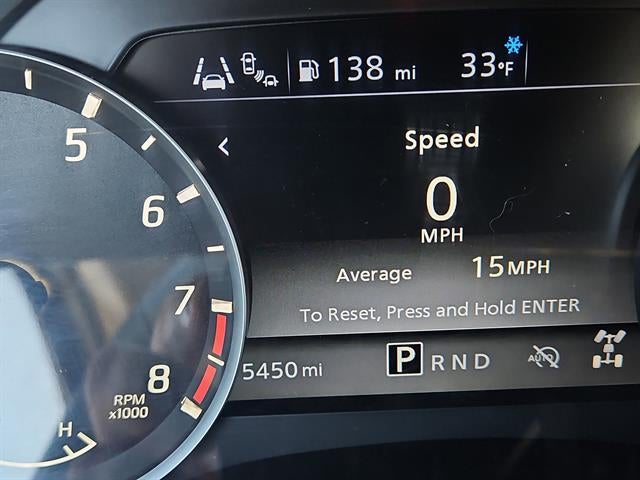 138 mi
33°F
5
6
7
8
RPM
x1000
H
Speed
0
MPH
Average 15 MPH
To Reset, Press and Hold ENTER
5450 mi
P R N D
AUTO